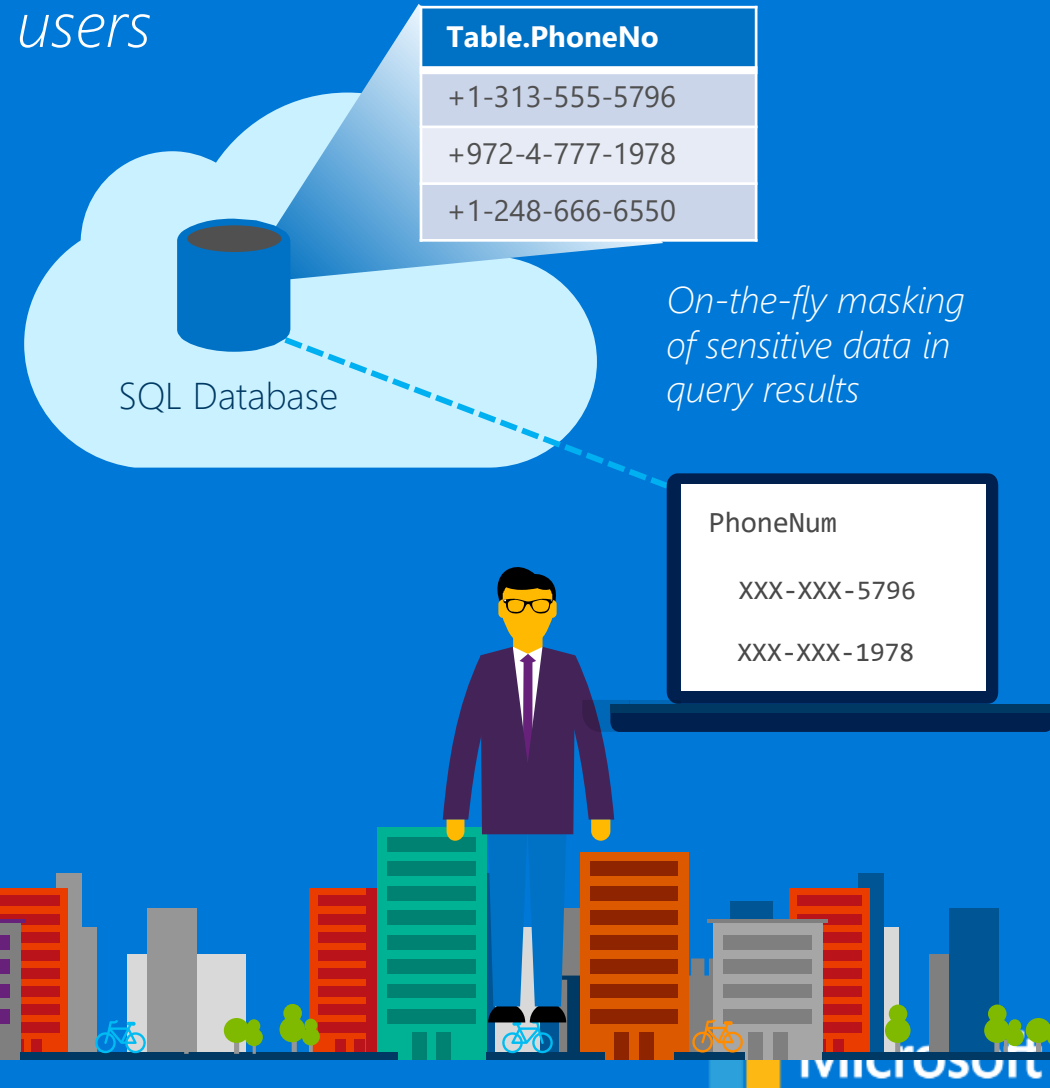 users
Table.PhoneNo
+1-313-555-5796
+972-4-777-1978
+1-248-666-6550
On-the-fly masking
of sensitive data in
query results
SQL Database
PhoneNum
XXX-XXX-5796
XXX-XXX-1978
Microsoft